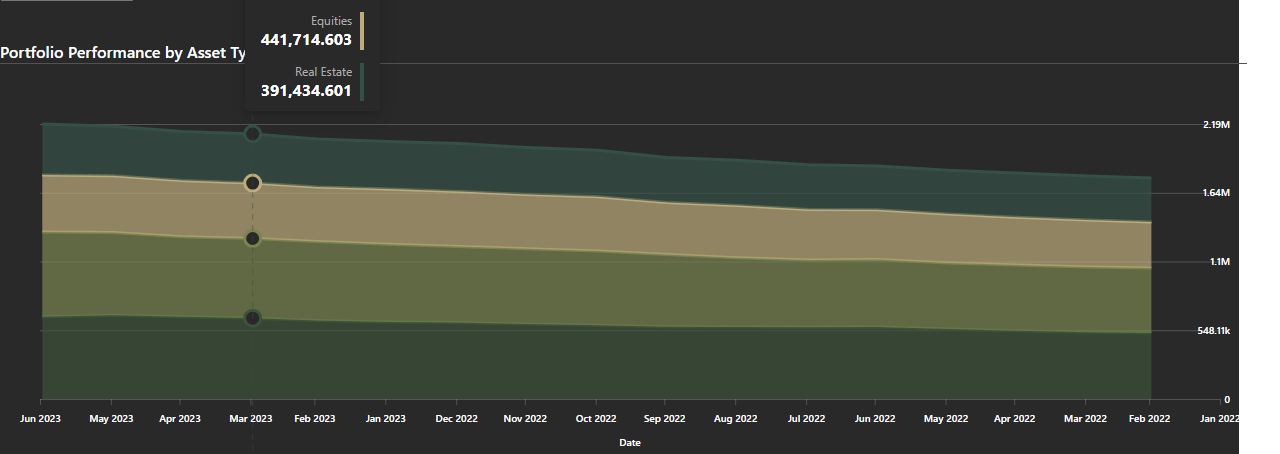 Equities
441,714.603
Portfolio Performance by Asset Ty
Real Estate
391,434.601
2.19M
1.64M
1.1M
548.11k
0
Jun 2023 May 2023 Apr 2023 Mar 2023 Feb 2023 Jan 2023 Dec 2022 Nov 2022 Oct 2022 Sep 2022 Aug 2022 Jul 2022 Jun 2022 May 2022 Apr 2022 Mar 2022 Feb 2022 Jan 2022
Date